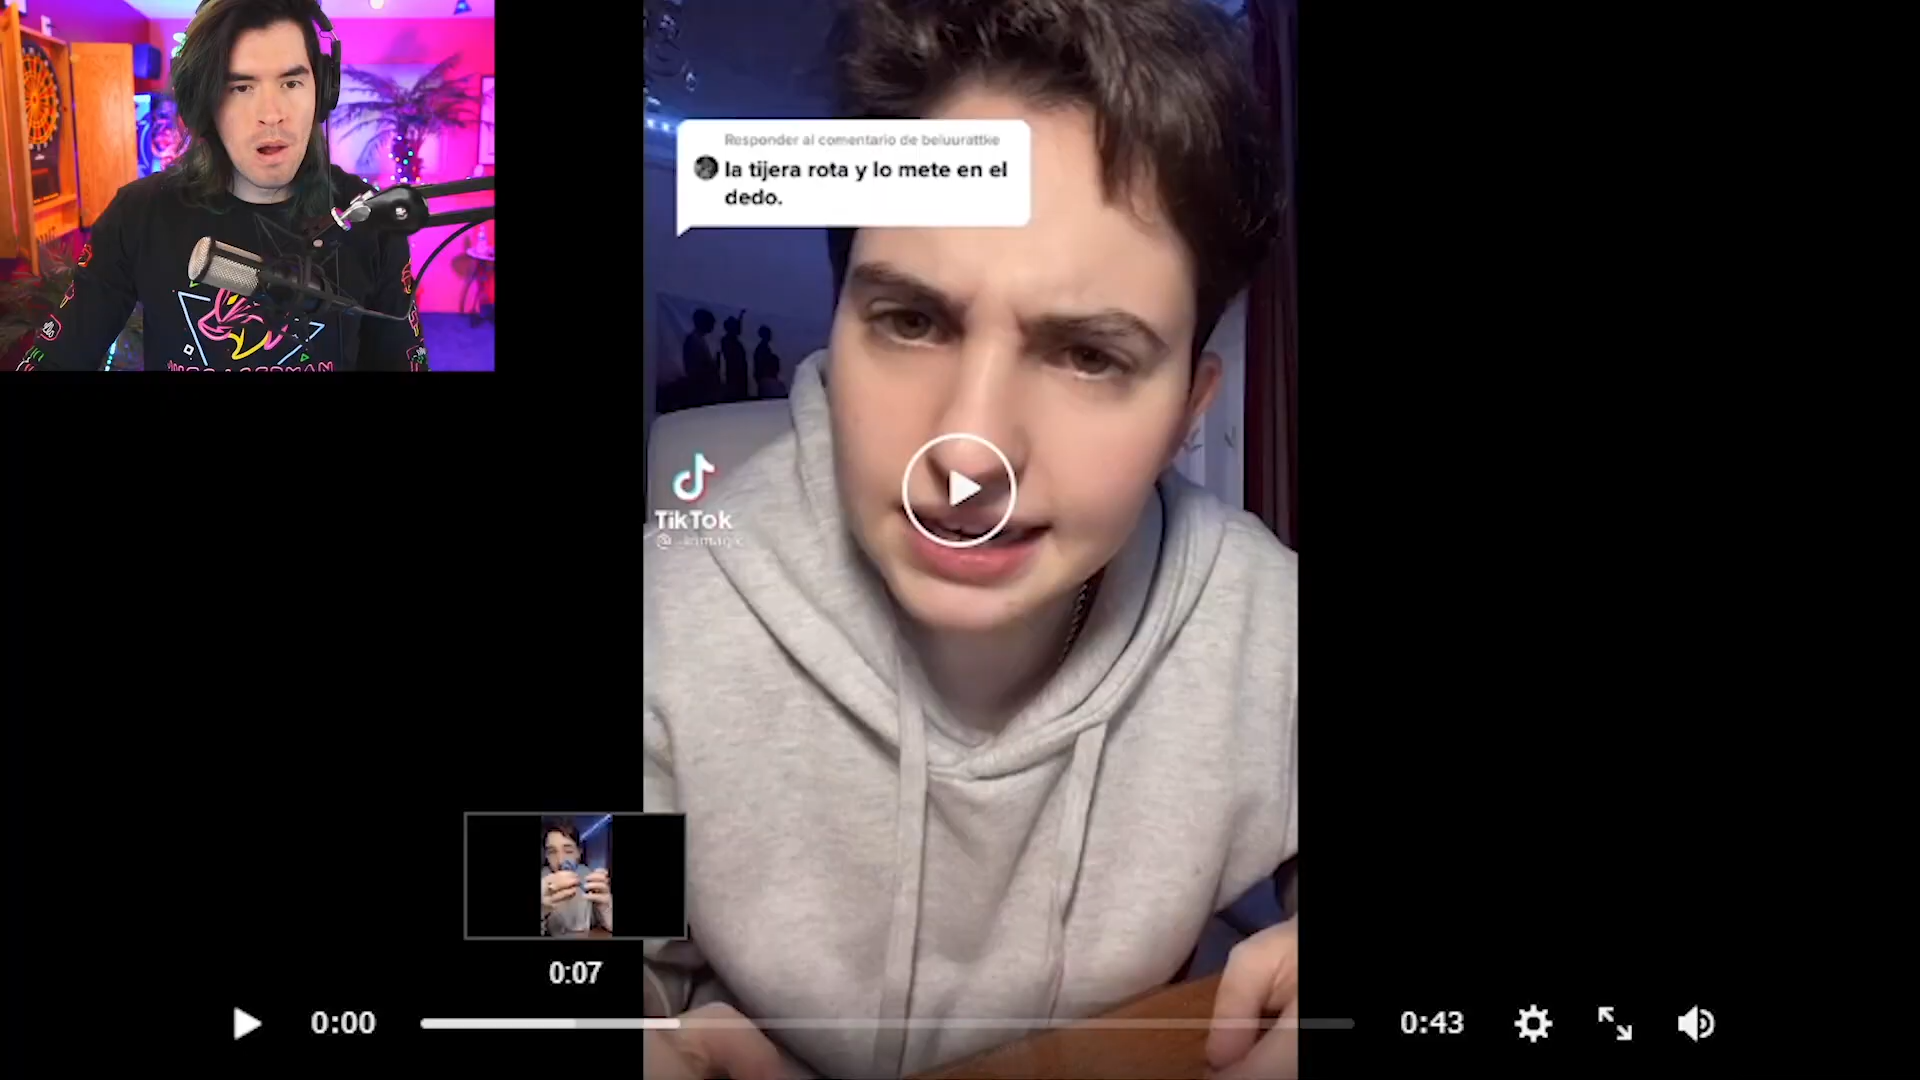 Responder al comentario de beluurattke
la tijera rota y lo mete en el
dedo.
TikTok
0:07
0:00
0:43